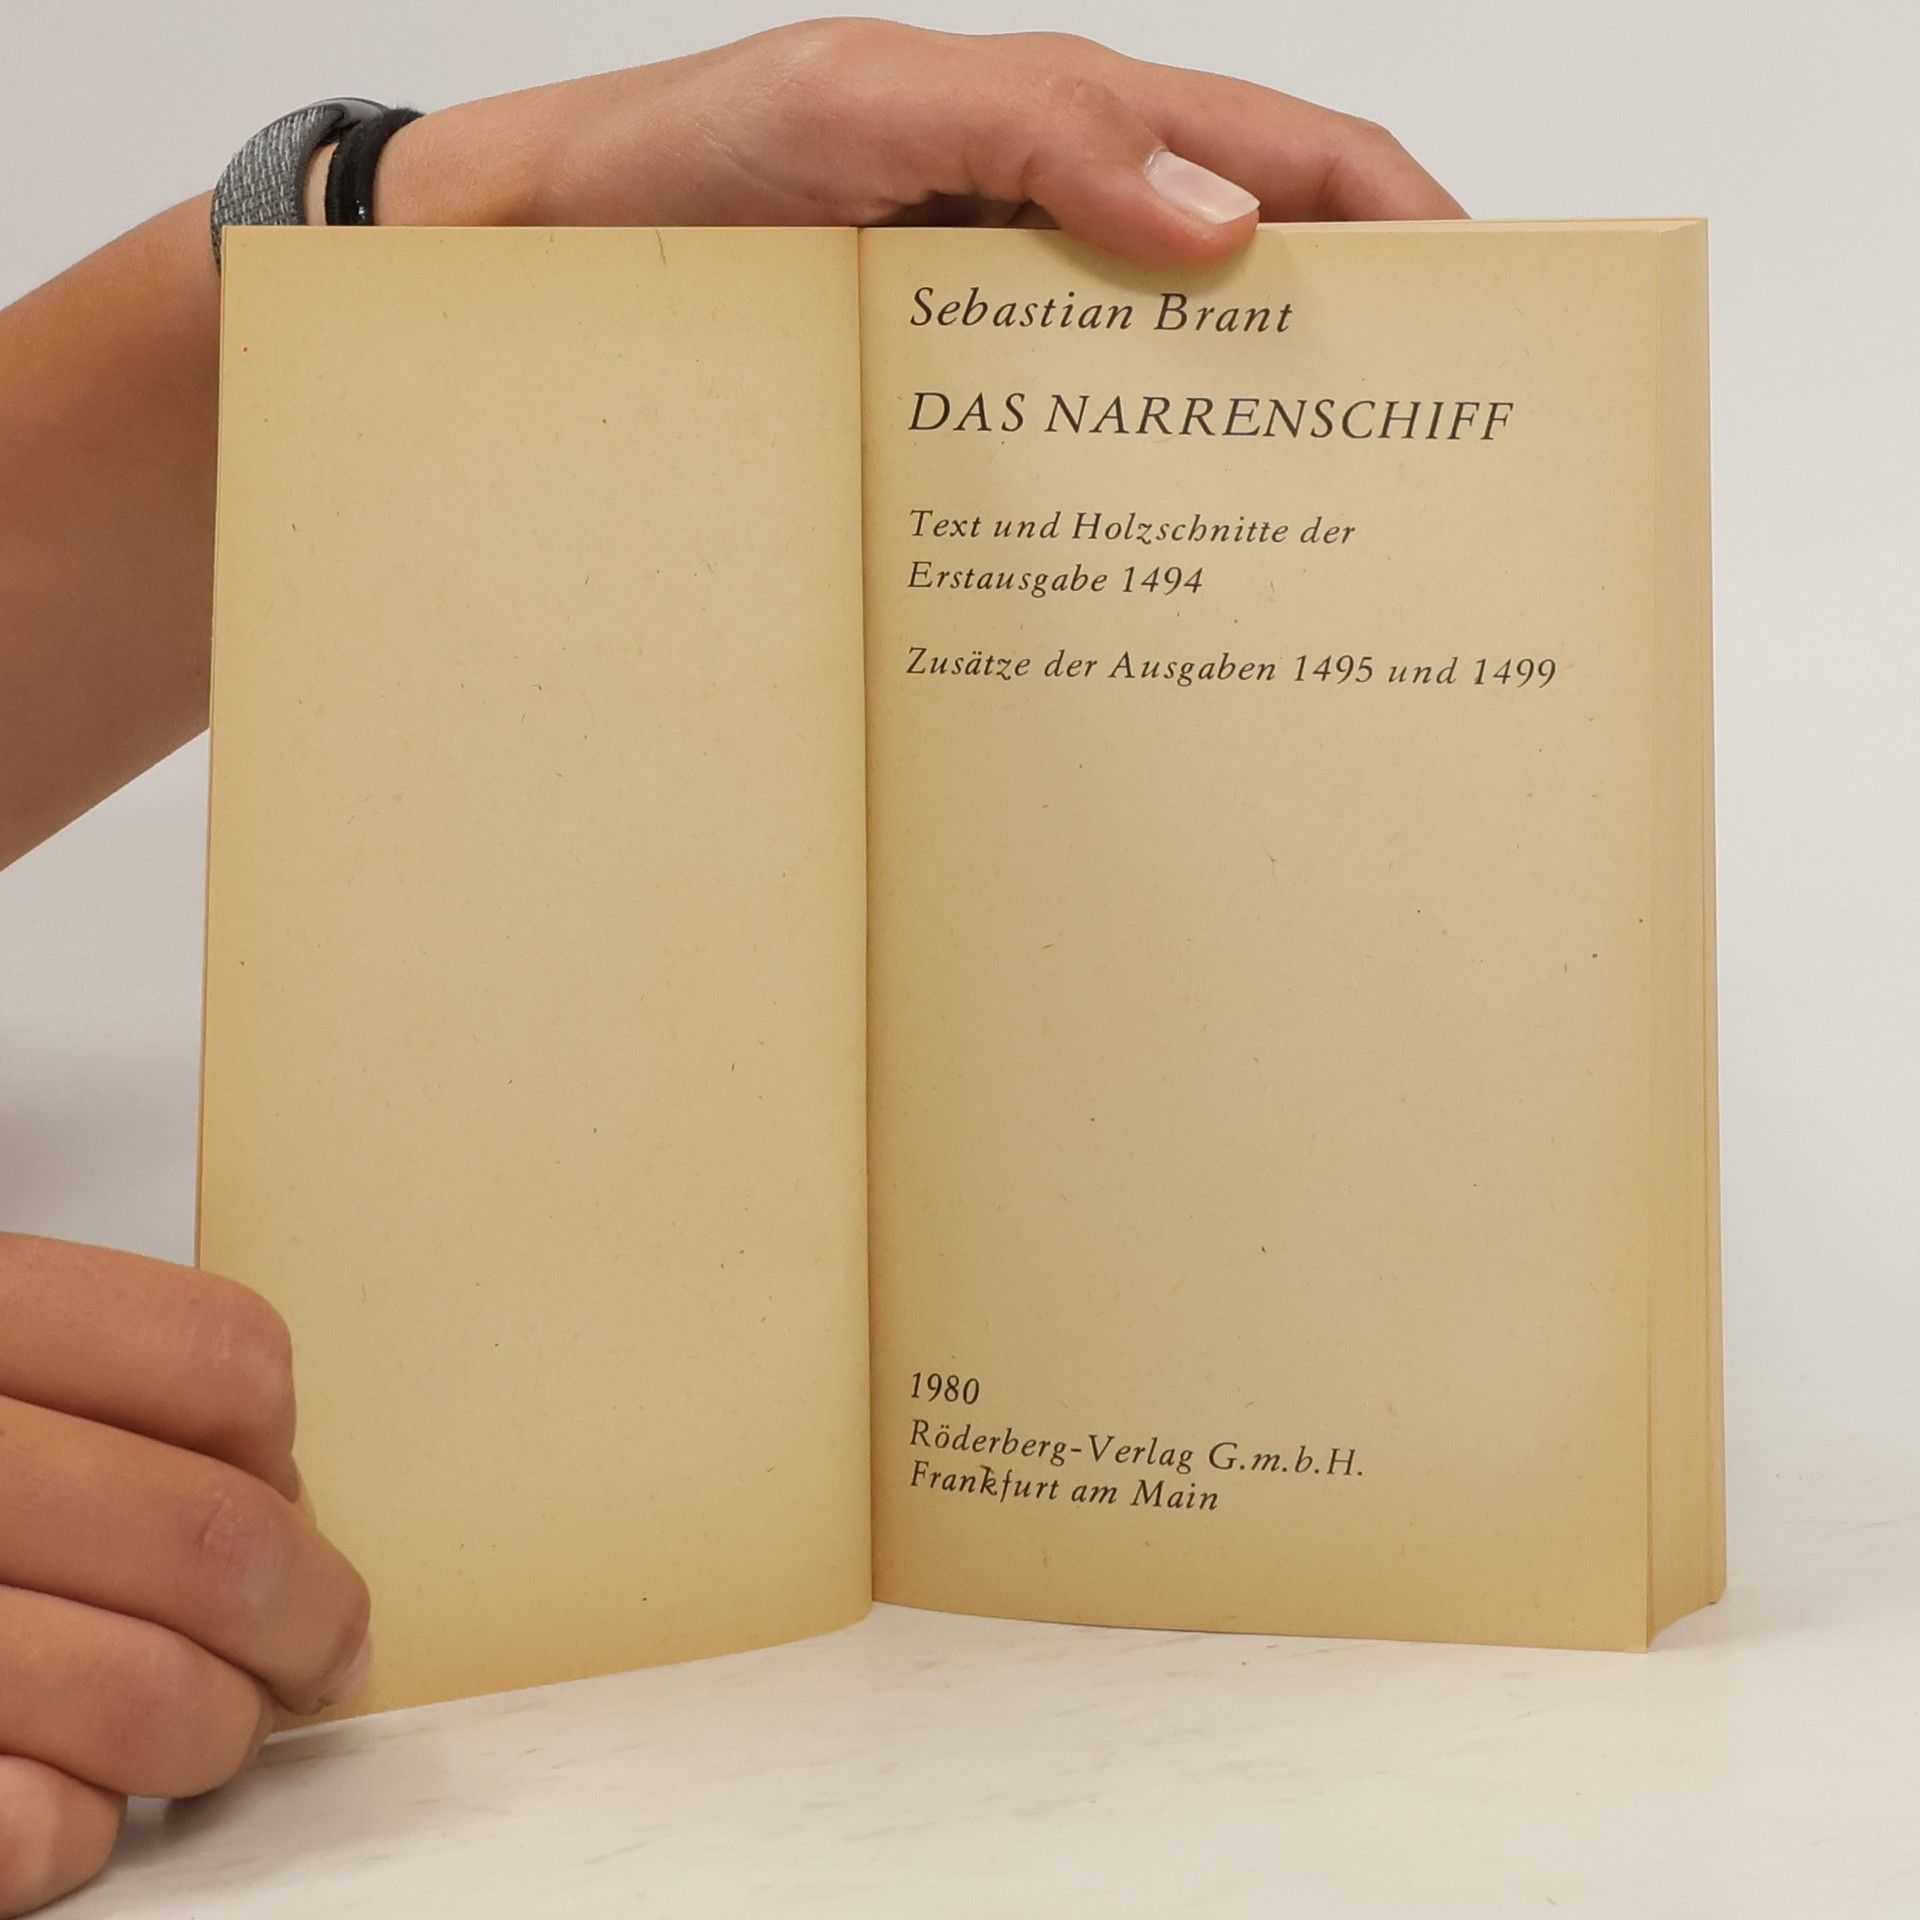 Sebastian Brant
DAS NARRENSCHIFF
Text und Holzschnitte der
Erstausgabe 1494
Zusätze der Ausgaben 1495 und 1499
1980
Röderberg-Verlag G.m.b.H.
Frankfurt am Main